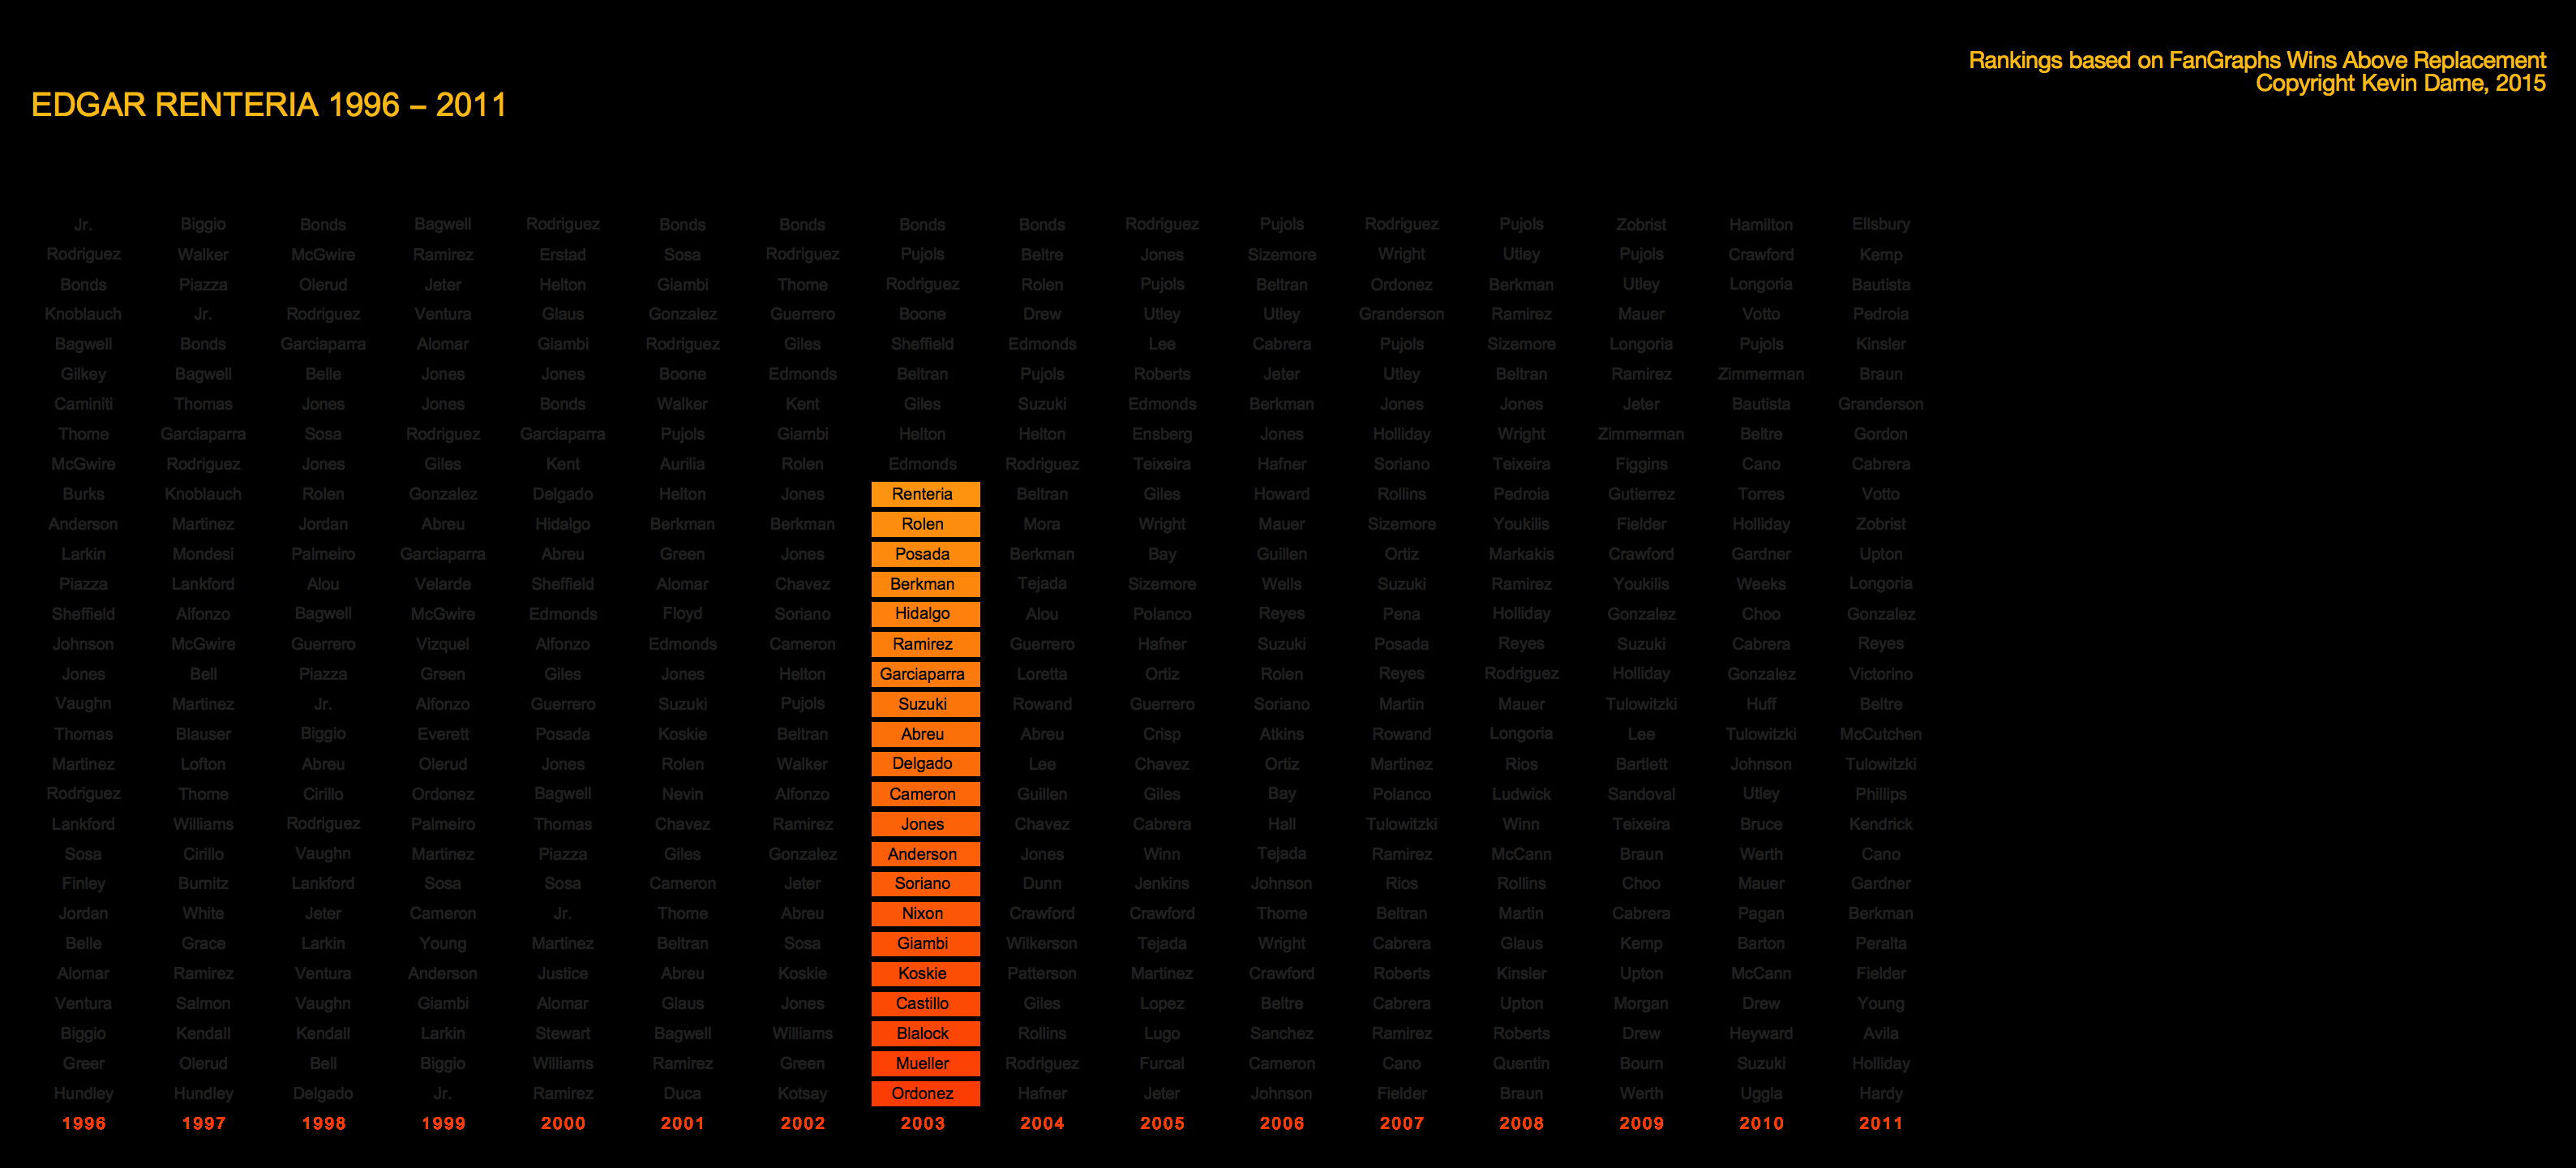 Rankings based on FanGraphs Wins Above Replacement
Copyright Kevin Dame, 2015
EDGAR RENTERIA 1996 – 2011
Jr. Biggio Bonds Bagwell Rodriguez Bonds Bonds Bonds Bonds Rodriguez Pujols Rodriguez Pujols Zobrist Hamilton Ellsbury
Rodriguez Walker McGwire Ramirez Erstad Sosa Rodriguez Pujols Beltre Jones Sizemore Wright Utley Pujols Crawford Kemp
Bonds Piazza Olerud Jeter Helton Giambi Thome Rodriguez Rolen Pujols Beltran Ordonez Berkman Utley Longoria Bautista
Knoblauch Jr. Rodriguez Ventura Glaus Gonzalez Guerrero Boone Drew Utley Utley Granderson Ramirez Mauer Votto Pedroia
Bagwell Bonds Garciaparra Alomar Giambi Rodriguez Giles Sheffield Edmonds Lee Cabrera Pujols Sizemore Longoria Pujols Kinsler
Gilkey Bagwell Belle Jones Jones Boone Edmonds Beltran Pujols Roberts Jeter Utley Beltran Ramirez Zimmerman Braun
Caminiti Thomas Jones Jones Bonds Walker Kent Giles Suzuki Edmonds Berkman Jones Jones Jeter Bautista Granderson
Thome Garciaparra Sosa Rodriguez Garciaparra Pujols Giambi Helton Helton Ensberg Jones Holliday Wright Zimmerman Beltre Gordon
McGwire Rodriguez Jones Giles Kent Aurilia Rolen Edmonds Rodriguez Teixeira Hafner Soriano Teixeira Figgins Cano Cabrera
Burks Knoblauch Rolen Gonzalez Delgado Helton Jones Renteria Beltran Giles Howard Rollins Pedroia Gutierrez Torres Votto
Anderson Martinez Jordan Abreu Hidalgo Berkman Berkman Rolen Mora Wright Mauer Sizemore Youkilis Fielder Holliday Zobrist
Larkin Mondesi Palmeiro Garciaparra Abreu Green Jones Posada Berkman Bay Guillen Ortiz Markakis Crawford Gardner Upton
Piazza Lankford Alou Velarde Sheffield Alomar Chavez Berkman Tejada Sizemore Wells Suzuki Ramirez Youkilis Weeks Longoria
Sheffield Alfonzo Bagwell McGwire Edmonds Floyd Soriano Hidalgo Alou Polanco Reyes Pena Holliday Gonzalez Choo Gonzalez
Johnson McGwire Guerrero Vizquel Alfonzo Edmonds Cameron Ramirez Guerrero Hafner Suzuki Posada Reyes Suzuki Cabrera Reyes
Jones Bell Piazza Green Giles Jones Helton Garciaparra Loretta Ortiz Rolen Reyes Rodriguez Holliday Gonzalez Victorino
Vaughn Martinez Jr. Alfonzo Guerrero Suzuki Pujols Suzuki Rowand Guerrero Soriano Martin Mauer Tulowitzki Huff Beltre
Thomas Blauser Biggio Everett Posada Koskie Beltran Abreu Abreu Crisp Atkins Rowand Longoria Lee Tulowitzki McCutchen
Martinez Lofton Abreu Olerud Jones Rolen Walker Delgado Lee Chavez Ortiz Martinez Rios Bartlett Johnson Tulowitzki
Rodriguez Thome Cirillo Ordonez Bagwell Nevin Alfonzo Cameron Guillen Giles Bay Polanco Ludwick Sandoval Utley Phillips
Lankford Williams Rodriguez Palmeiro Thomas Chavez Ramirez Jones Chavez Cabrera Hall Tulowitzki Winn Teixeira Bruce Kendrick
Sosa Cirillo Vaughn Martinez Piazza Giles Gonzalez Anderson Jones Winn Tejada Ramirez McCann Braun Werth Cano
Finley Burnitz Lankford Sosa Sosa Cameron Jeter Soriano Dunn Jenkins Johnson Rios Rollins Choo Mauer Gardner
Jordan White Jeter Cameron Jr. Thome Abreu Nixon Crawford Crawford Thome Beltran Martin Cabrera Pagan Berkman
Belle Grace Larkin Young Martinez Beltran Sosa Giambi Wilkerson Tejada Wright Cabrera Glaus Kemp Barton Peralta
Alomar Ramirez Ventura Anderson Justice Abreu Koskie Koskie Patterson Martinez Crawford Roberts Kinsler Upton McCann Fielder
Ventura Salmon Vaughn Giambi Alomar Glaus Jones Castillo Giles Lopez Beltre Cabrera Upton Morgan Drew Young
Biggio Kendall Kendall Larkin Stewart Bagwell Williams Blalock Rollins Lugo Sanchez Ramirez Roberts Drew Heyward Avila
Greer Olerud Bell Biggio Williams Ramirez Green Mueller Rodriguez Furcal Cameron Cano Quentin Bourn Suzuki Holliday
Hundley Hundley Delgado Jr. Ramirez Duca Kotsay Ordonez Hafner Jeter Johnson Fielder Braun Werth Uggla Hardy
1996 1997 1998 1999 2000 2001 2002 2003 2004 2005 2006 2007 2008 2009 2010 2011